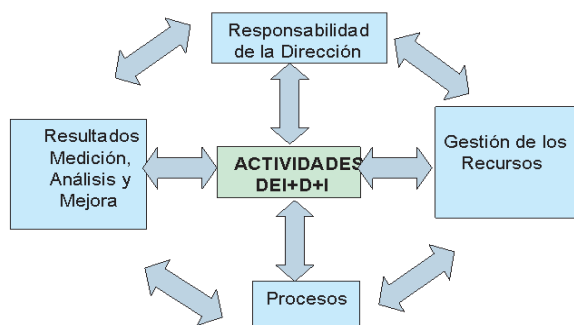 Responsabilidad
de la Dirección
Resultados
Medición,
Análisis y
Mejora
ACTIVIDADES
DEI+D+I
Gestión de los
Recursos
Procesos